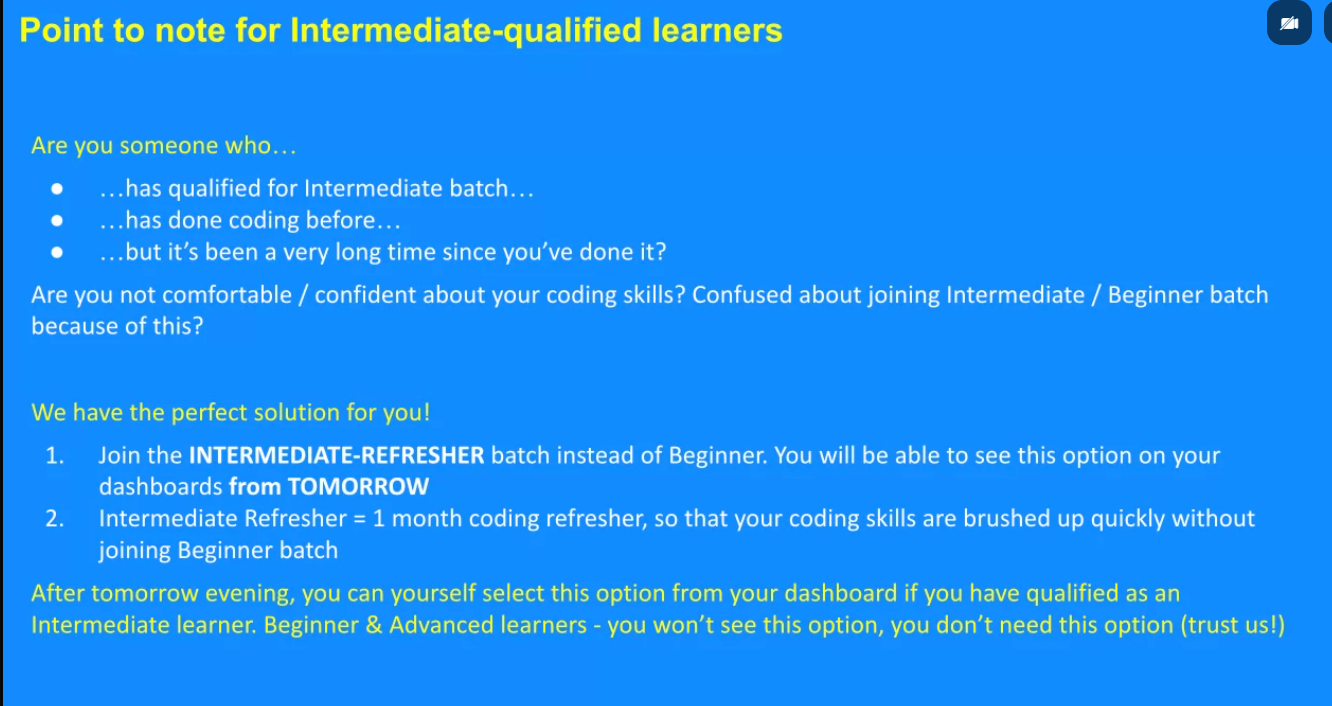 Point to note for Intermediate-qualified learners
Are you someone who...
● ...has qualified for Intermediate batch...
● ...has done coding before...
● ...but it's been a very long time since you've done it?
Are you not comfortable / confident about your coding skills? Confused about joining Intermediate / Beginner batch
because of this?
We have the perfect solution for you!
1. Join the INTERMEDIATE-REFRESHER batch instead of Beginner. You will be able to see this option on your
dashboards from TOMORROW
2. Intermediate Refresher = 1 month coding refresher, so that your coding skills are brushed up quickly without
joining Beginner batch
After tomorrow evening, you can yourself select this option from your dashboard if you have qualified as an
Intermediate learner. Beginner & Advanced learners - you won't see this option, you don't need this option (trust us!)